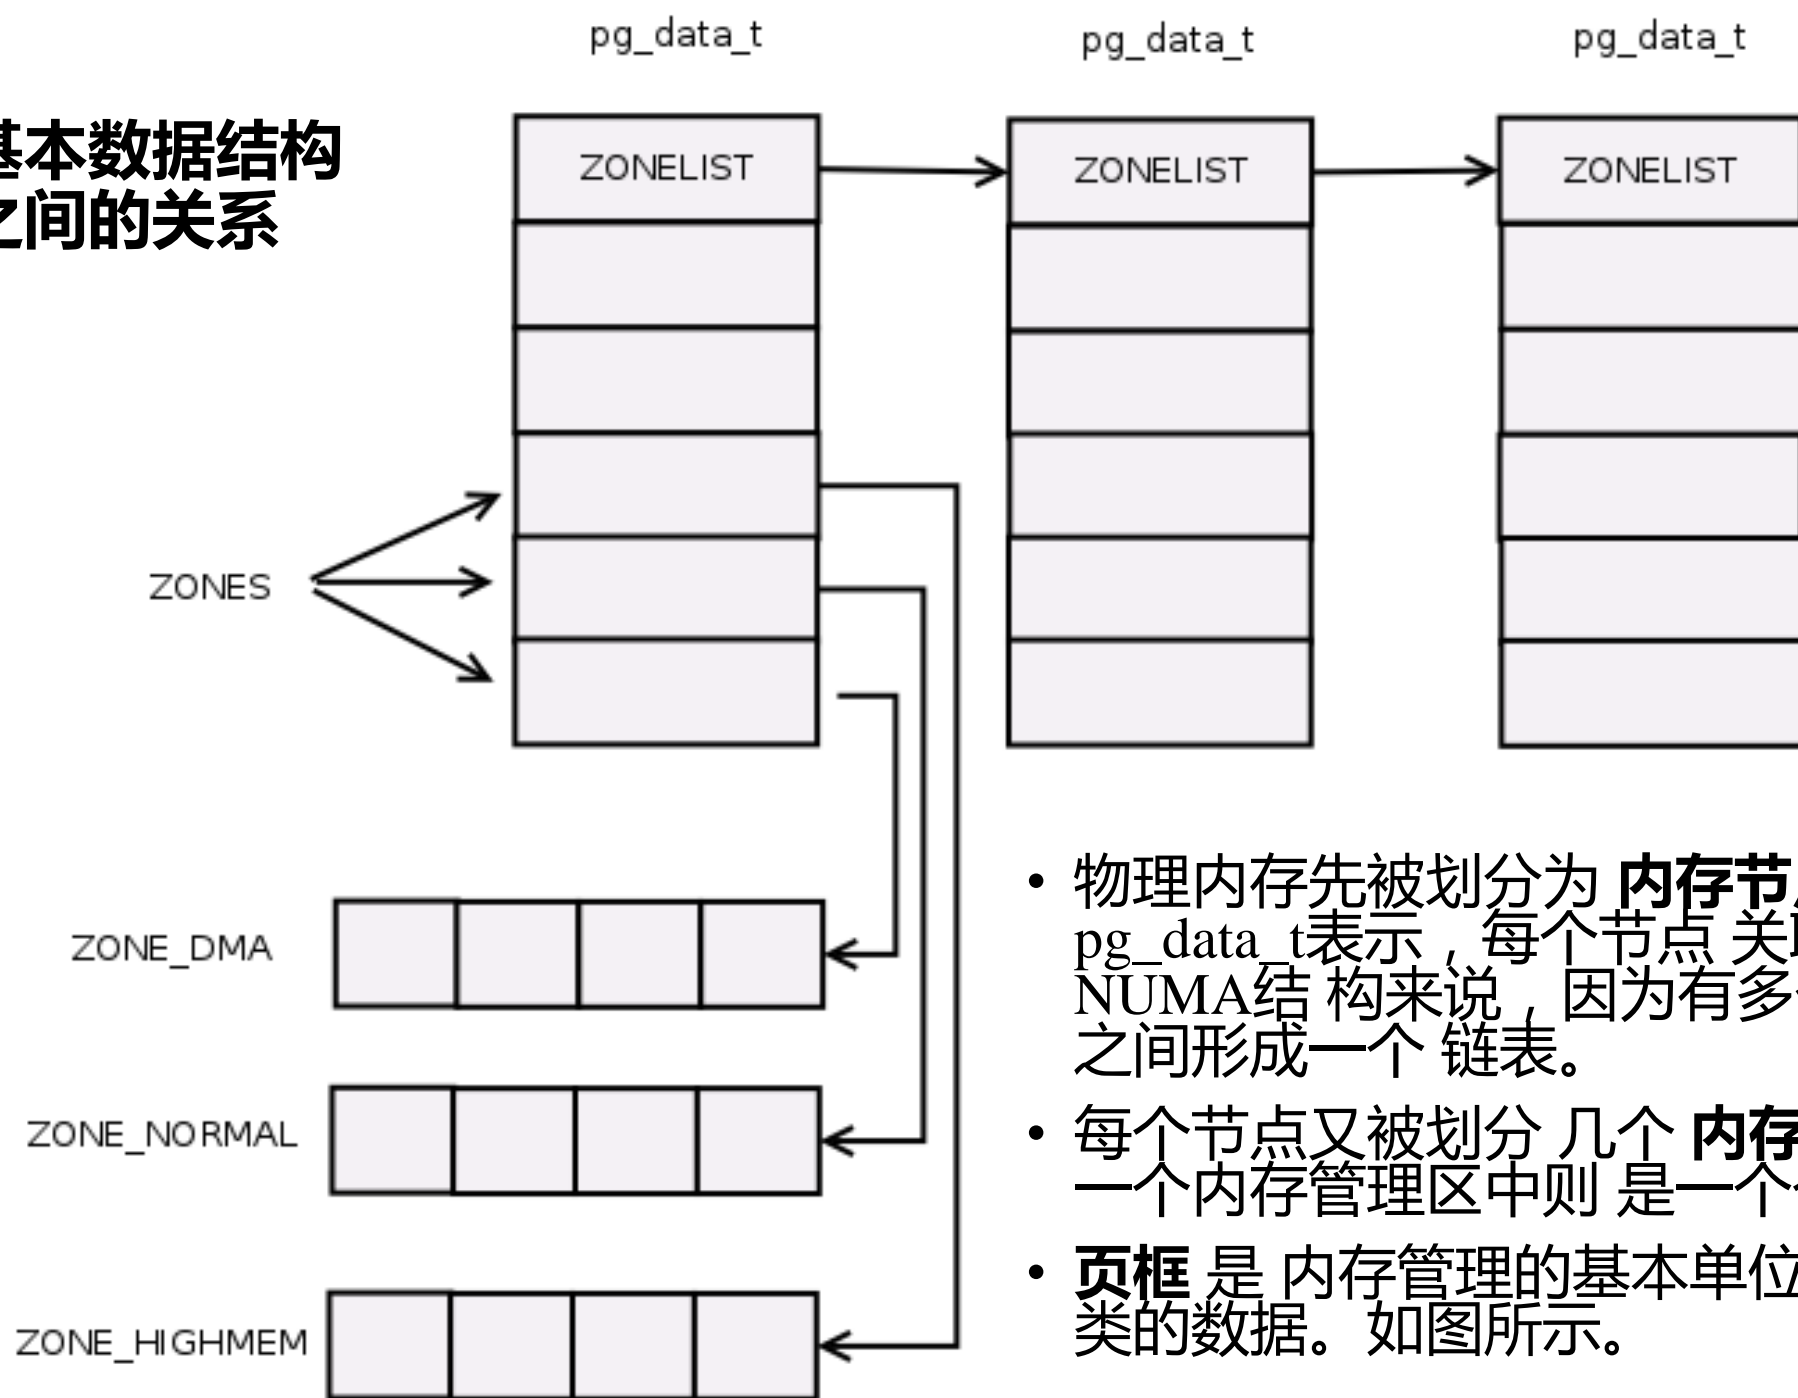 pg_data_t
pg_data_t
pg_data_t
基本数据结构
之间的关系
ZONELIST
ZONELIST
ZONELIST
ZONES
ZONE_DMA
ZONE_NORMAL
ZONE_HIGHMEM
• 物理内存先被划分为 内存节
pg_data_t表示，每个节点 关
NUMA结 构来说，因为有多
之间形成一个 链表。
• 每个节点又被划分 几个 内存
一个内存管理区中则 是一个
• 页框 是 内存管理的基本单位
类的数据。如图所示。